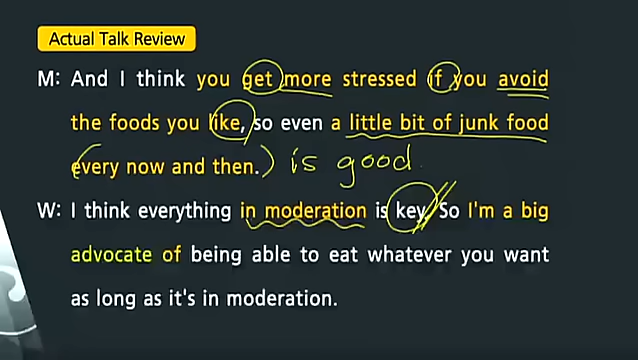 Actual Talk Review
M: And I think you get more stressed if you avoid
the foods you like, so even a little bit of junk food
every now and then.) is good.
W: I think everything in moderation is key. So I'm a big
advocate of being able to eat whatever you want
as long as it's in moderation.